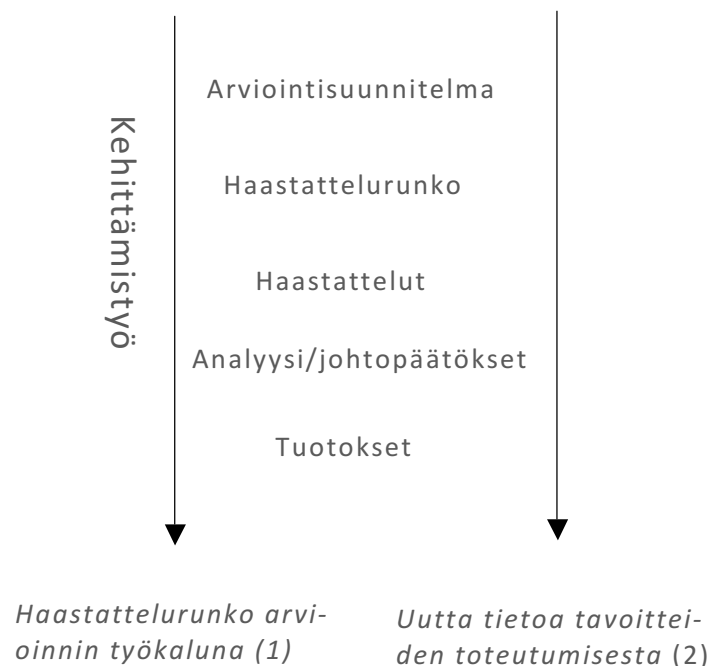 Arviointisuunnitelma
Kehittämistyö
Haastattelurunko
Haastattelut
Analyysi/johtopäätökset
Tuotokset
Haastattelurunko arvi-
oinnin työkaluna (1)
Uutta tietoa tavoittei-
den toteutumisesta (2)